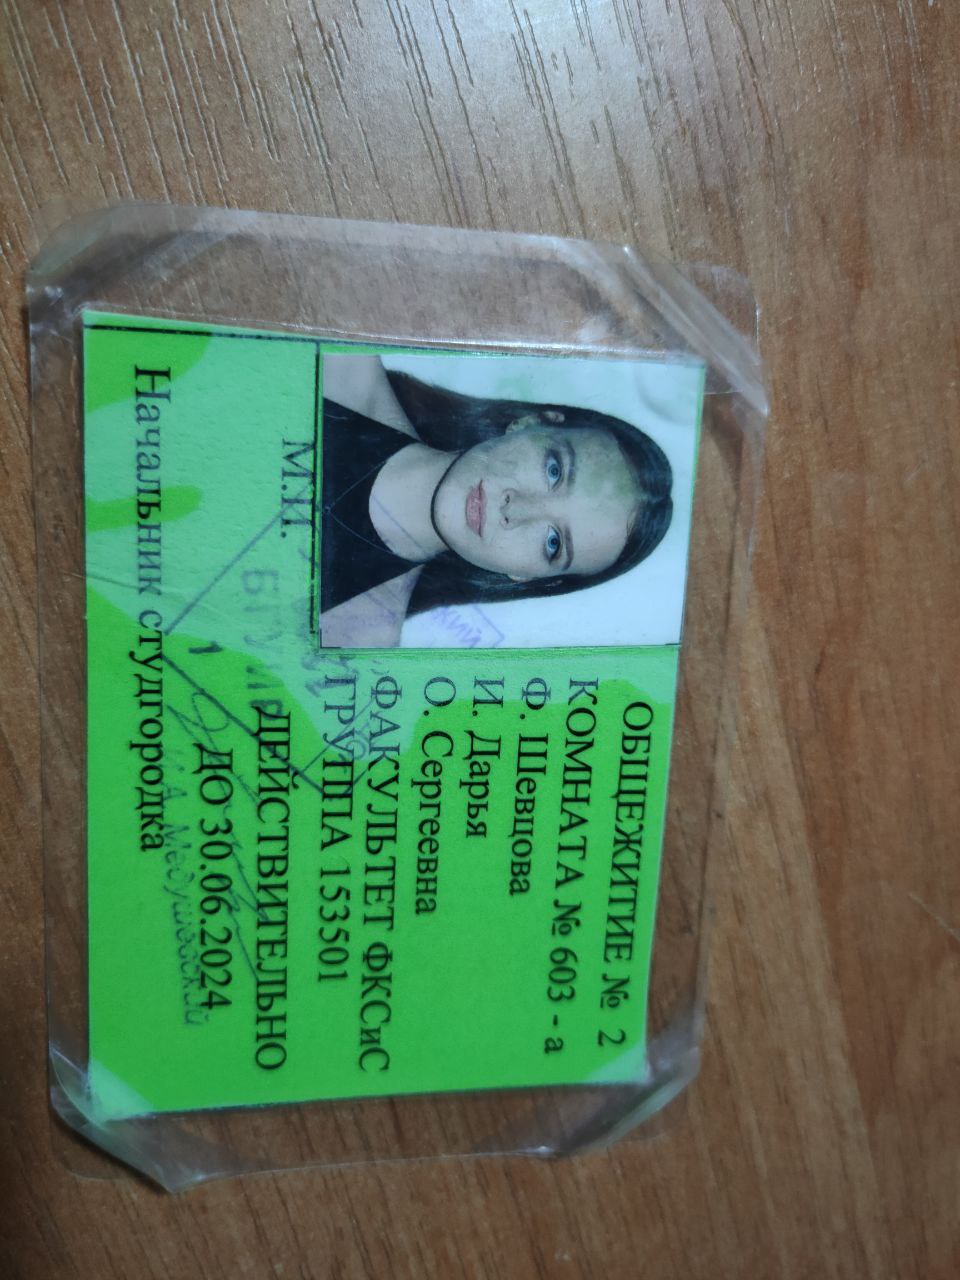 ОБЩЕЖИТИЕ № 2
КОМНАТА № 603 - а
Ф. Шевцова
И. Дарья
О. Сергеевна
ФАКУЛЬТЕТ ФКСиС
ГРУППА 153501
М.П.
БГУИР
ДЕЙСТВИТЕЛЬНО
1
ДО 30.06.2024
И.А. Медушевский
Начальник студгородка